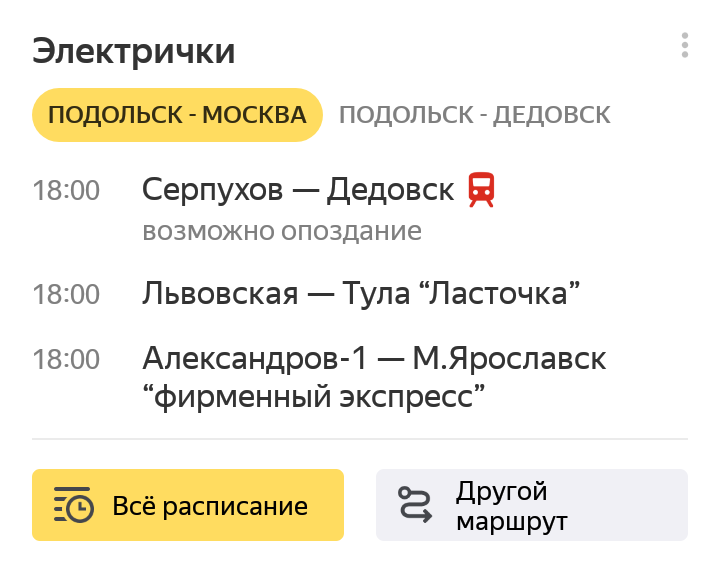 Электрички
ПОДОЛЬСК - МОСКВА ПОДОЛЬСК - ДЕДОВСК
18:00 Серпухов — Дедовск
возможно опоздание
18:00 Львовская — Тула “Ласточка”
18:00 Александров-1 — М.Ярославск
“фирменный экспресс”
Всё расписание
Другой
маршрут